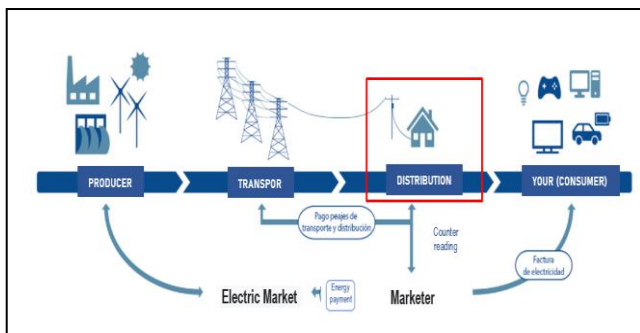 PRODUCER
TRANSPOR
DISTRIBUTION
YOUR (CONSUMER)
Pago peajes de
transporte y distribución
Counter
reading
Factura
de electricidad
Electric Market
Energy
payment
Marketer